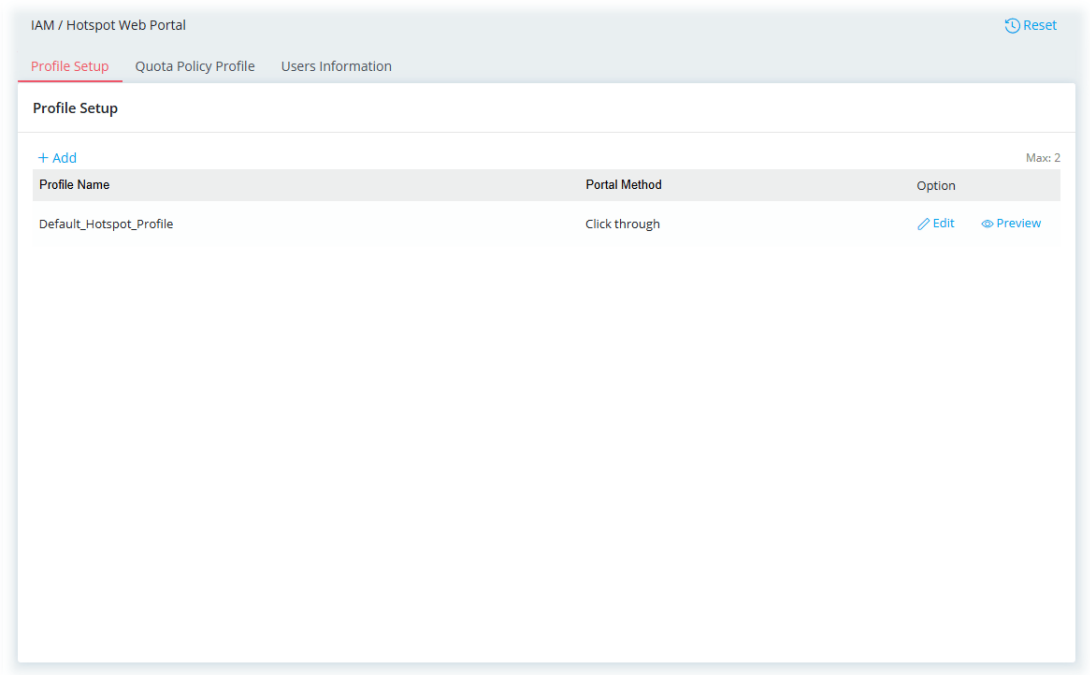 IAM / Hotspot Web Portal Reset
Profile Setup Quota Policy Profile Users Information
Profile Setup
+ Add Max: 2
Profile Name Portal Method Option
Default_Hotspot_Profile Click through Edit Preview